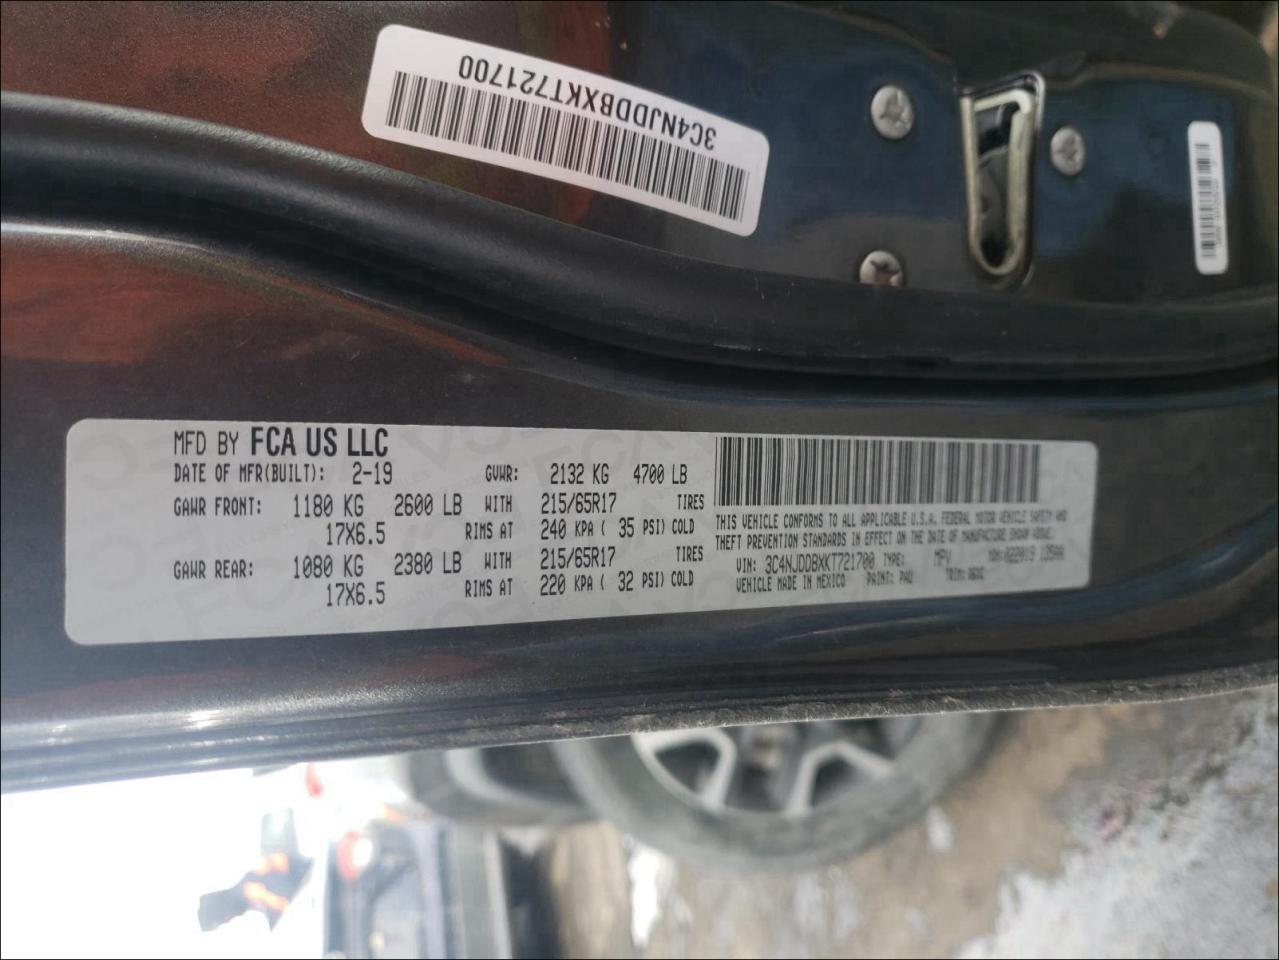 3C4NJDDBXKT721700
MFD BY FCA US LLC
DATE OF MFR(BUILT): 2-19 GVWR: 2132 KG 4700 LB
GAWR FRONT: 1180 KG 2600 LB WITH 215/65R17 TIRES
17X6.5 RIMS AT 240 KPA ( 35 PSI) COLD
GAWR REAR: 1080 KG 2380 LB WITH 215/65R17 TIRES
17X6.5 RIMS AT 220 KPA ( 32 PSI) COLD
THIS VEHICLE CONFORMS TO ALL APPLICABLE U.S.A. FEDERAL MOTOR VEHICLE SAFETY AND
THEFT PREVENTION STANDARDS IN EFFECT ON THE DATE OF MANUFACTURE SHOWN ABOVE.
VIN: 3C4NJDDBXKT721700 TYPE: MPV MDH:
VEHICLE MADE IN MEXICO PAINT: PAU TRIM: